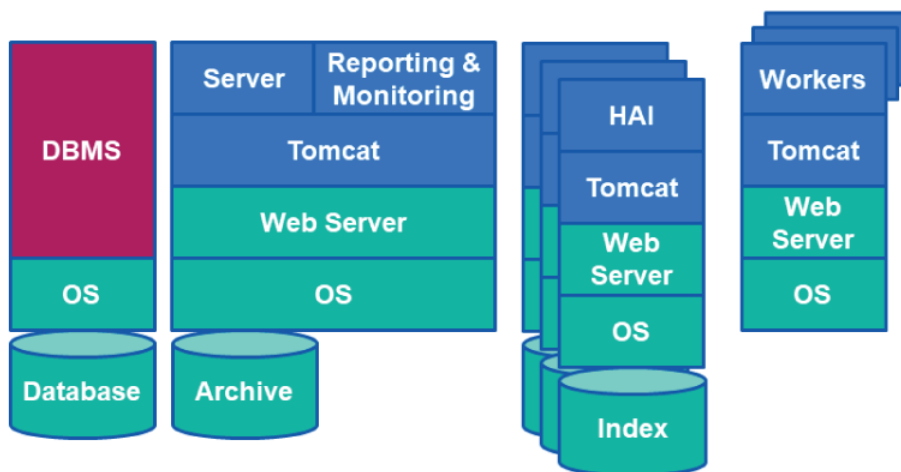 DBMS
OS
Database
Server
Reporting &
Monitoring
Tomcat
Web Server
OS
Archive
HAI
Tomcat
Web
Server
OS
Index
Workers
Tomcat
Web
Server
OS